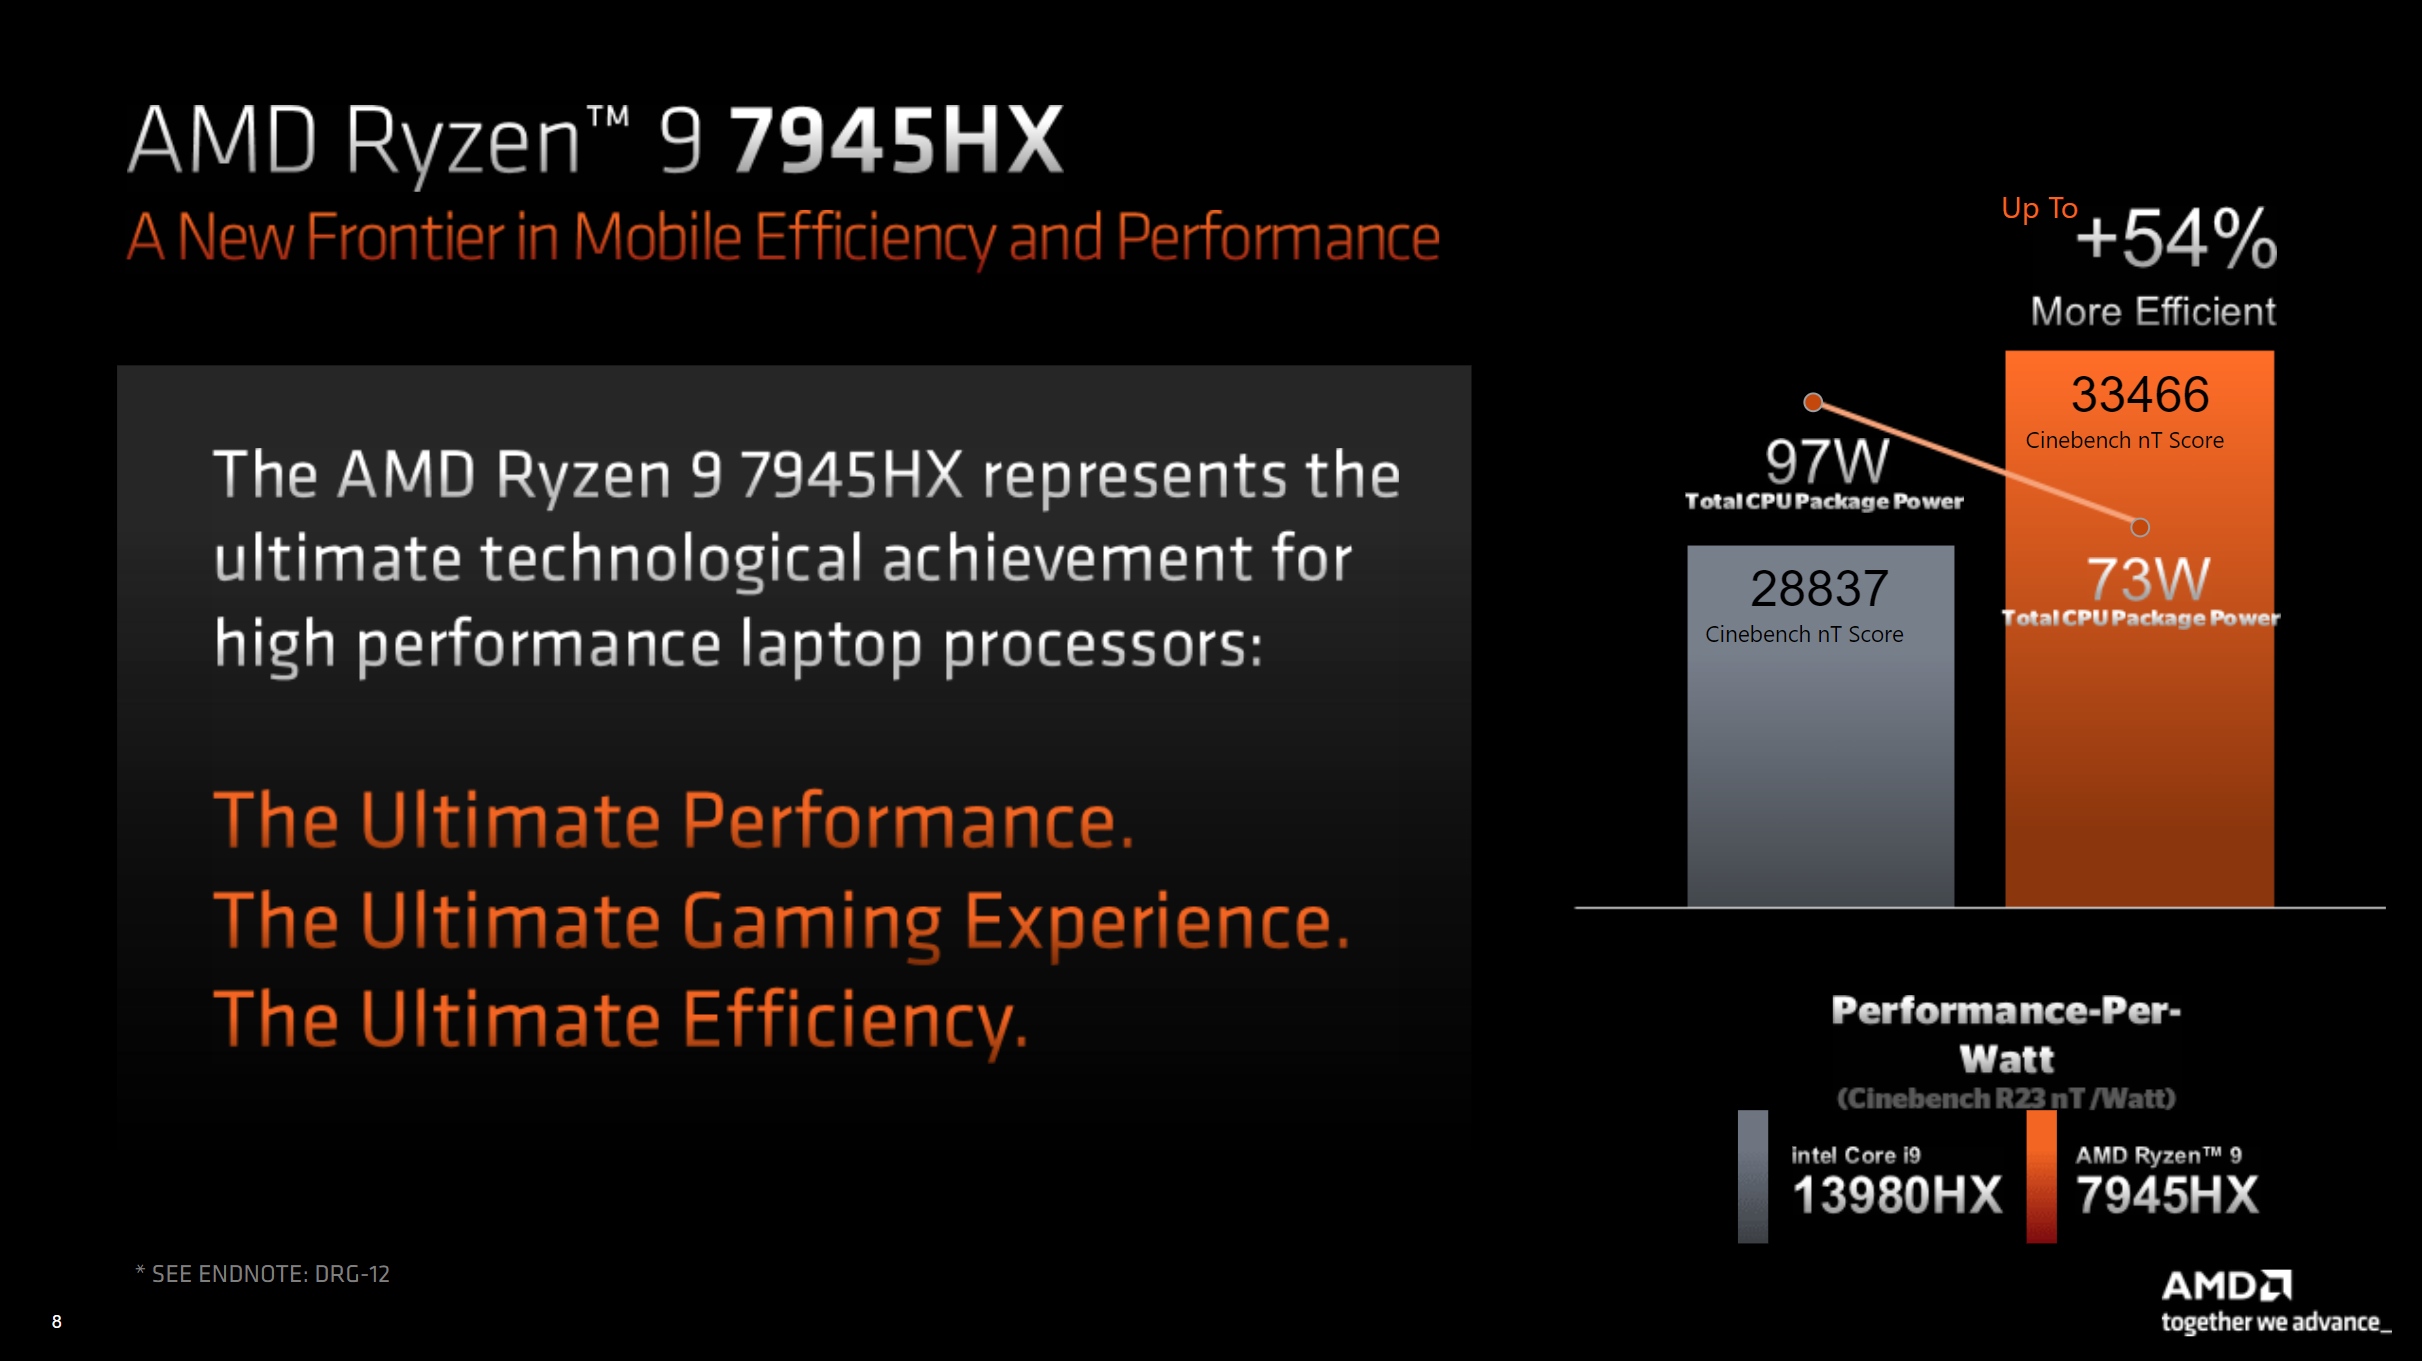 AMD Ryzen™ 9 7945HX
A New Frontier in Mobile Efficiency and Performance
The AMD Ryzen 9 7945HX represents the
ultimate technological achievement for
high performance laptop processors:
The Ultimate Performance.
The Ultimate Gaming Experience.
The Ultimate Efficiency.
Up To
+54%
More Efficient
97W
Total CPU Package Power
28837
Cinebench nT Score
33466
Cinebench nT Score
73W
Total CPU Package Power
Performance-Per-
Watt
(Cinebench R23 nT /Watt)
intel Core i9
13980HX
AMD Ryzen™ 9
7945HX
* SEE ENDNOTE: DRG-12
8
AMD
together we advance_